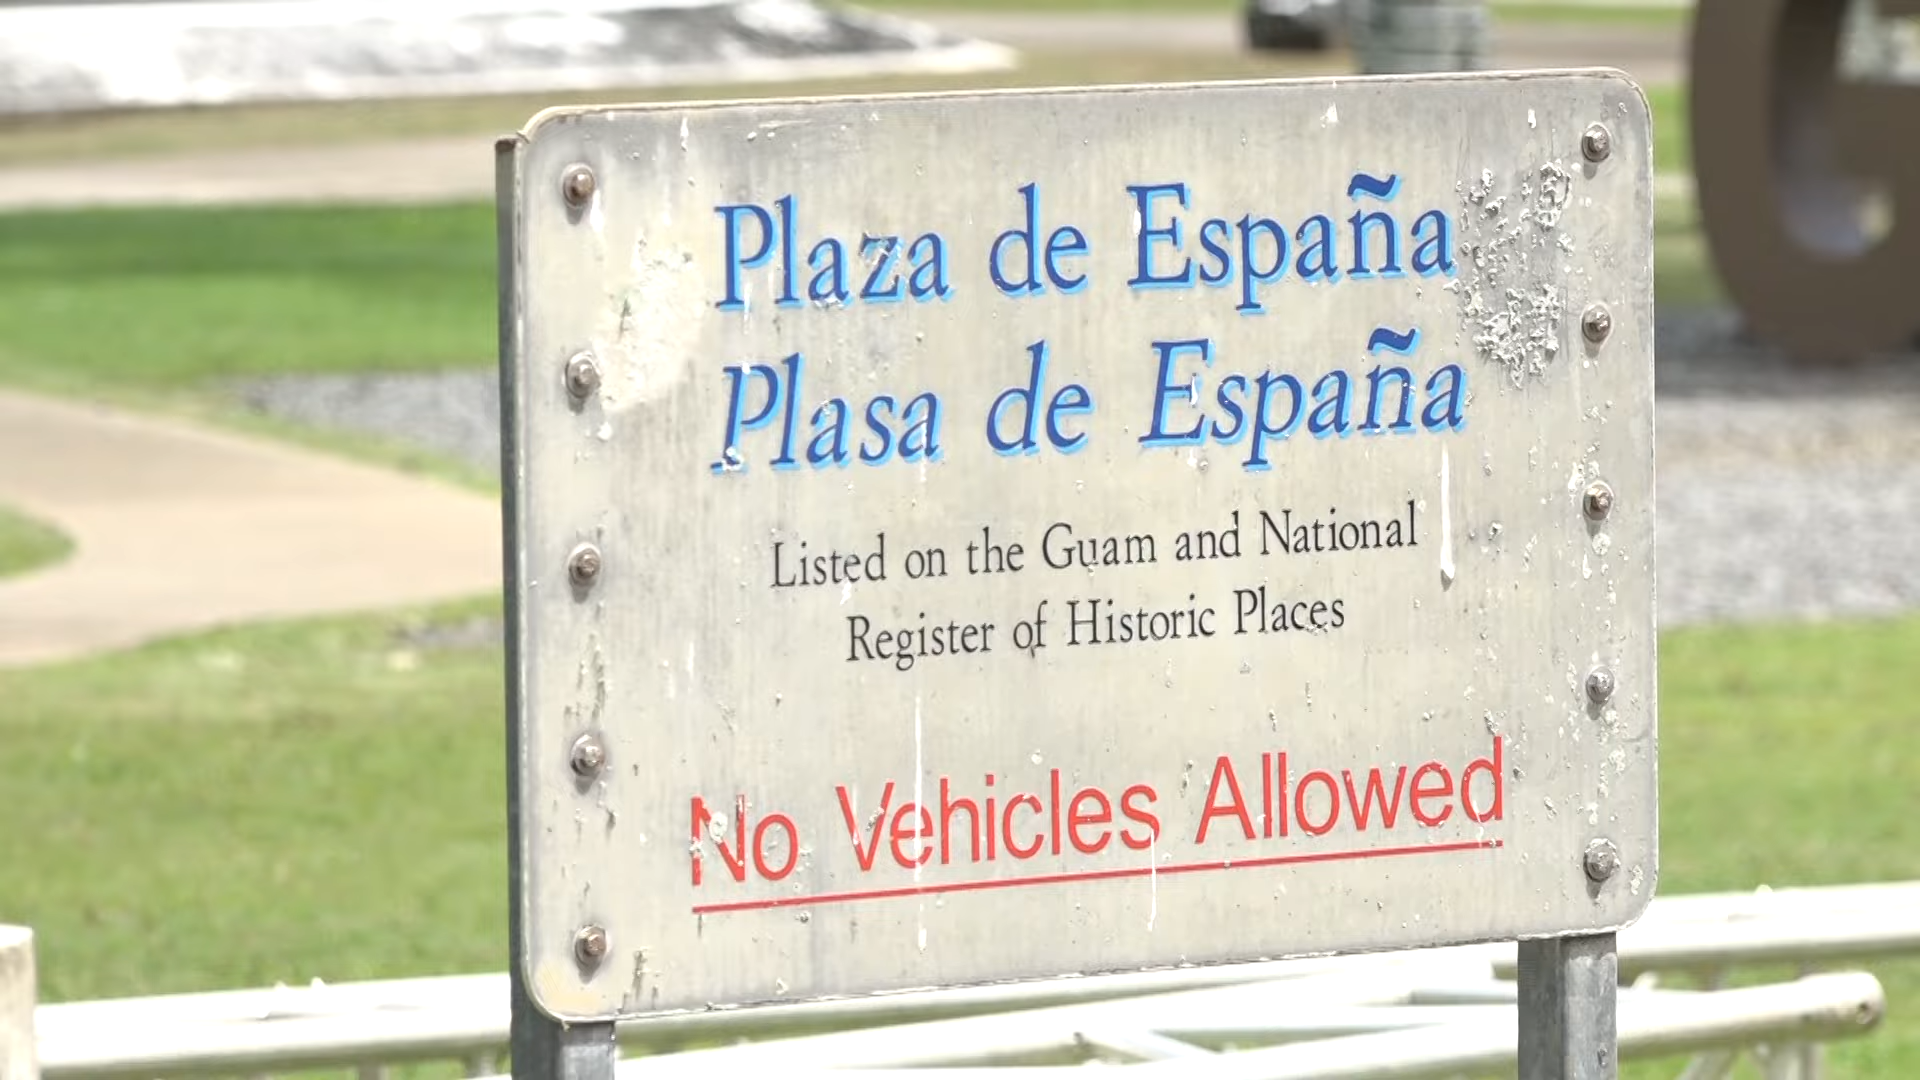 Plaza de España
Plasa de España
Listed on the Guam and National
Register of Historic Places
No Vehicles Allowed